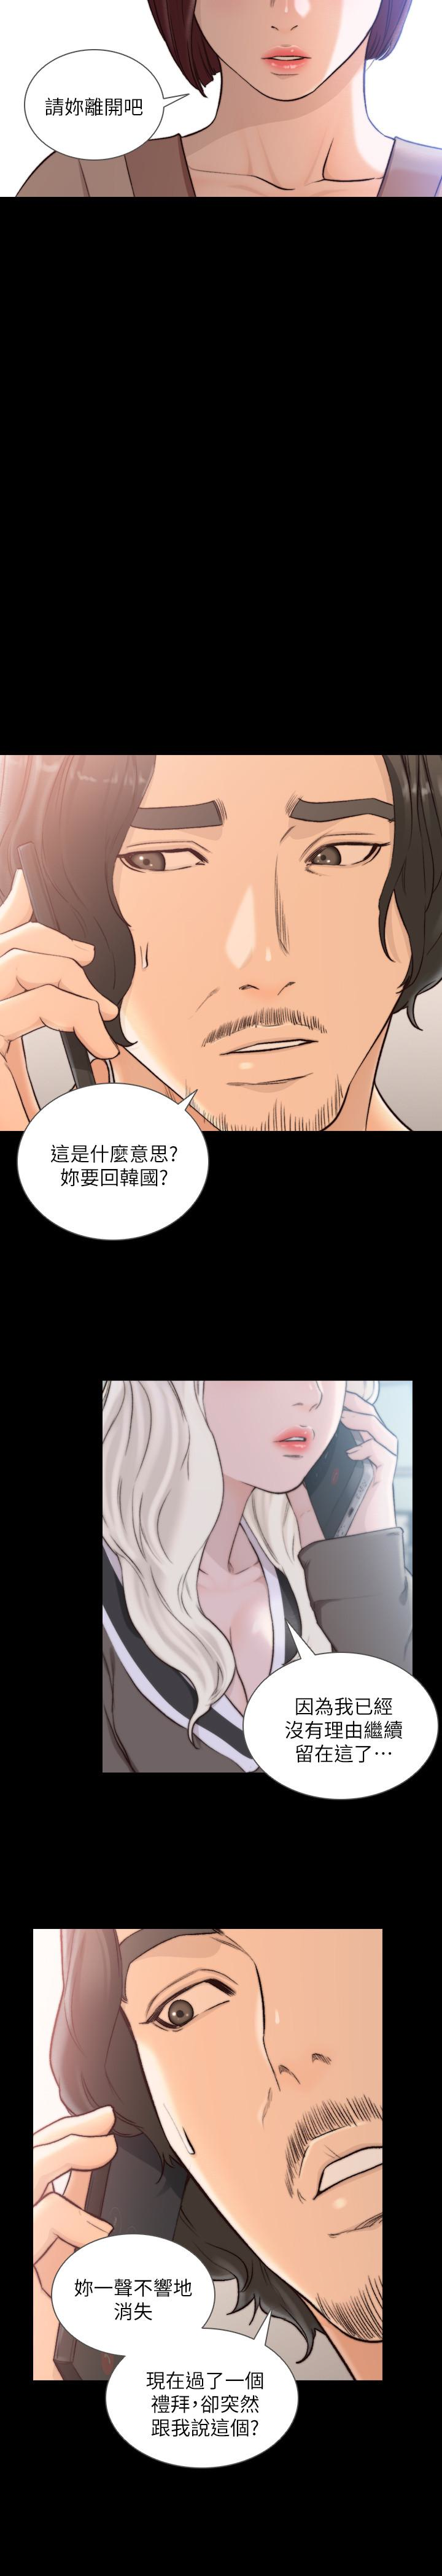 請妳離開吧
這是什麼意思?
妳要回韓國?
因為我已經
沒有理由繼續
留在這了⋯
妳一聲不響地
消失
現在過了一個
禮拜,卻突然
跟我說這個?